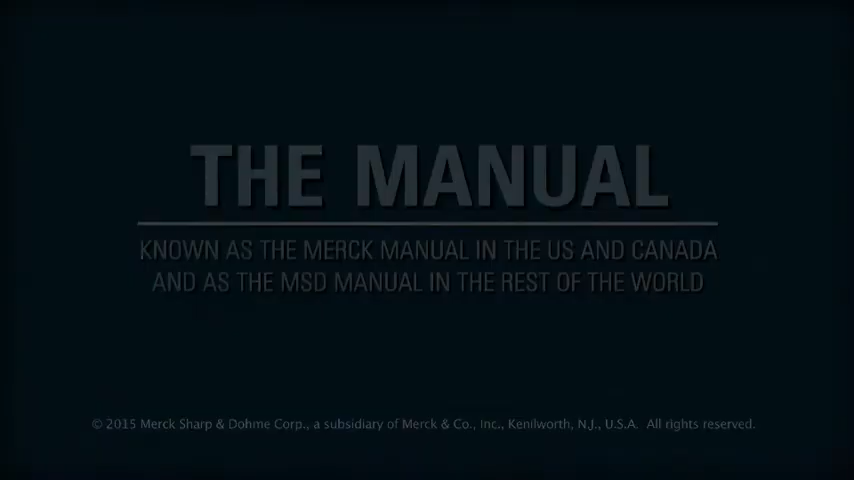 THE MANUAL
KNOWN AS THE MERCK MANUAL IN THE US AND CANADA
AND AS THE MSD MANUAL IN THE REST OF THE WORLD
© 2015 Merck Sharp & Dohme Corp., a subsidiary of Merck & Co., Inc., Kenilworth, N.J., U.S.A. All rights reserved.